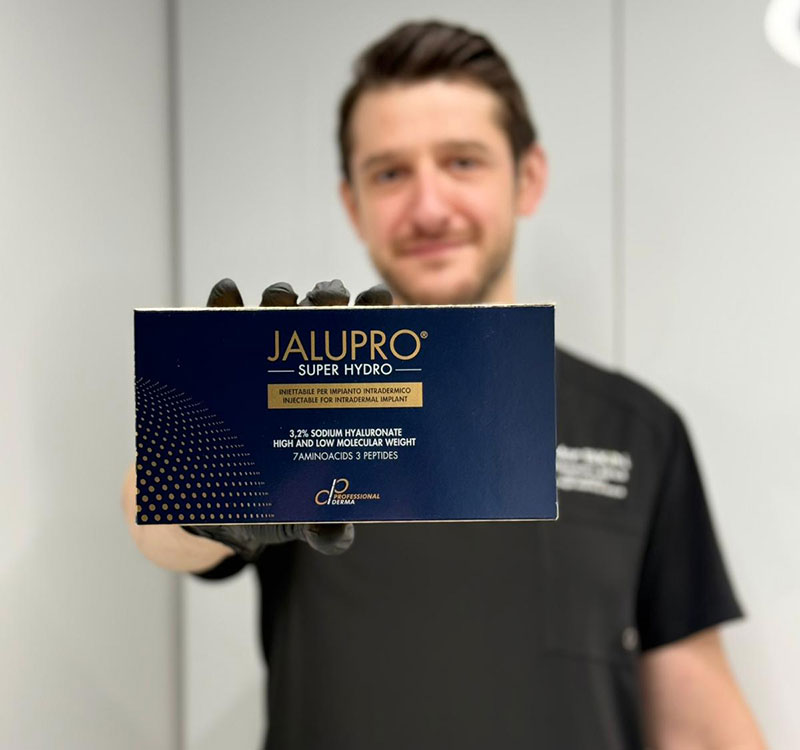 JALUPRO®
SUPER HYDRO
INIETTABILE PER IMPIANTO INTRADERMICO
INJECTABLE FOR INTRADERMAL IMPLANT
3,2% SODIUM HYALURONATE
HIGH AND LOW MOLECULAR WEIGHT
7AMINOACIDS 3 PEPTIDES
PROFESSIONAL
DERMA